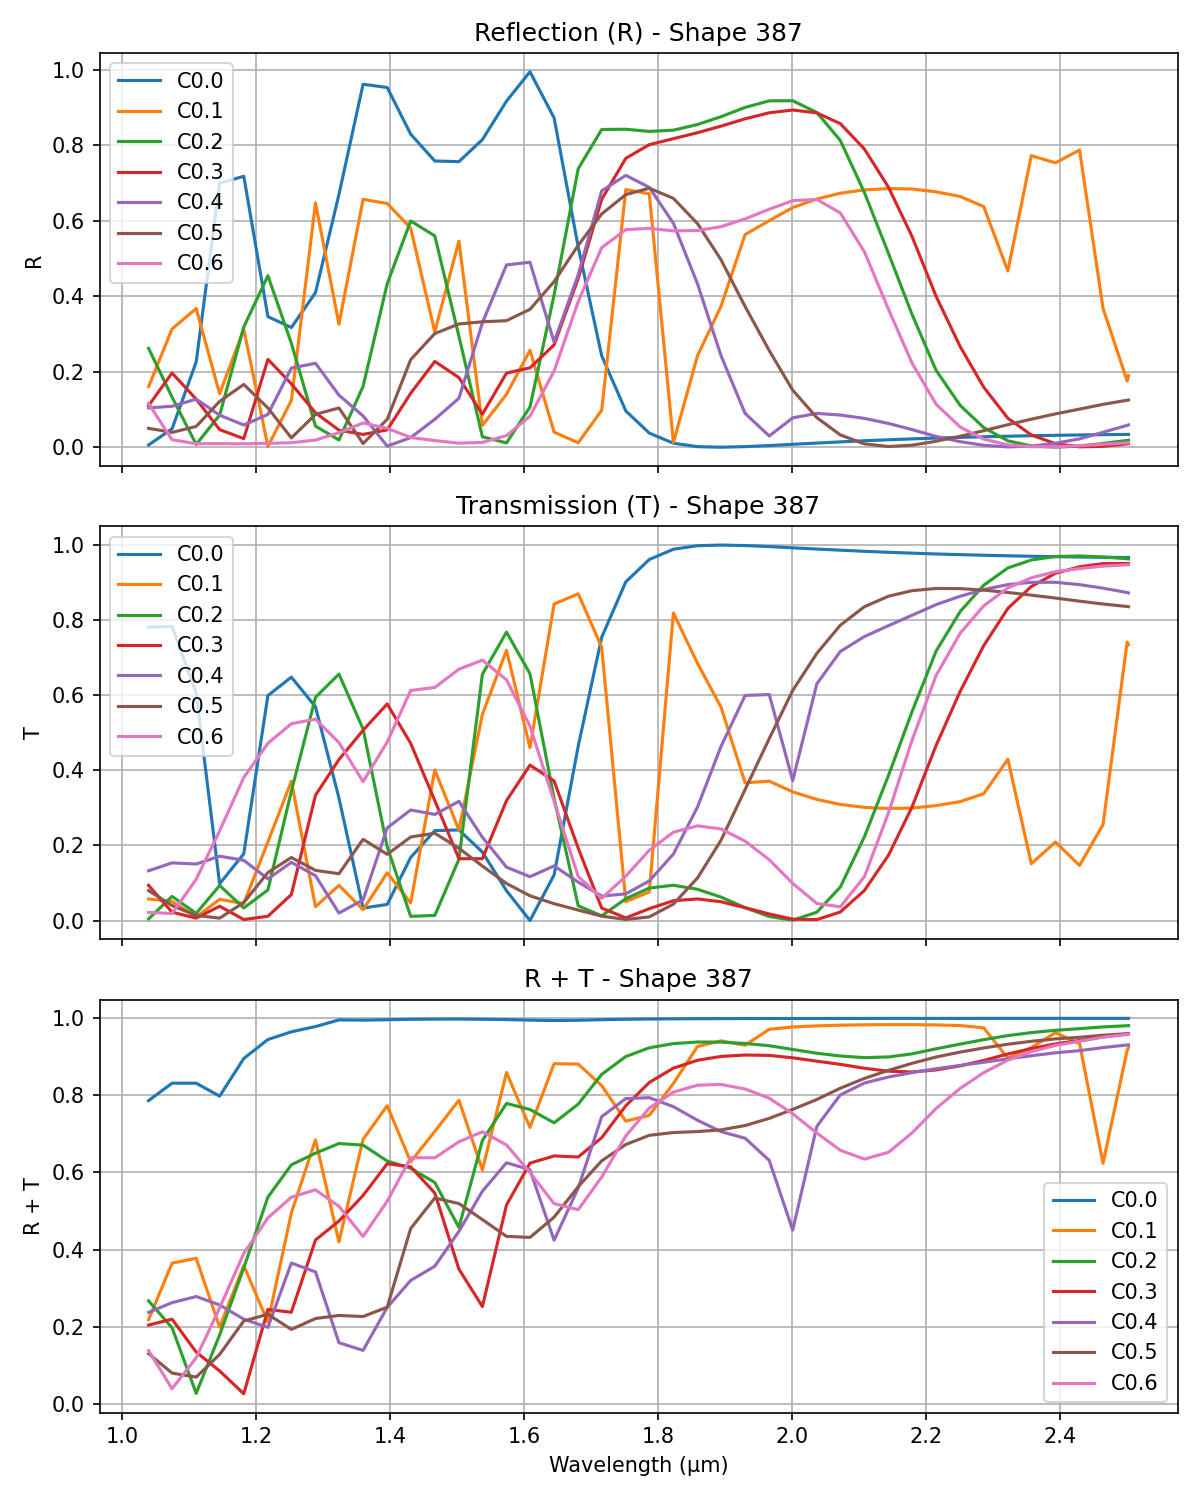 Reflection (R) - Shape 387
1.0
0.8
0.6
0.4
0.2
0.0
R
C0.0
C0.1
C0.2
C0.3
C0.4
C0.5
C0.6
Transmission (T) - Shape 387
1.0
0.8
0.6
0.4
0.2
0.0
T
C0.0
C0.1
C0.2
C0.3
C0.4
C0.5
C0.6
R + T - Shape 387
1.0
0.8
0.6
0.4
0.2
0.0
R + T
C0.0
C0.1
C0.2
C0.3
C0.4
C0.5
C0.6
1.0 1.2 1.4 1.6 1.8 2.0 2.2 2.4
Wavelength (μm)